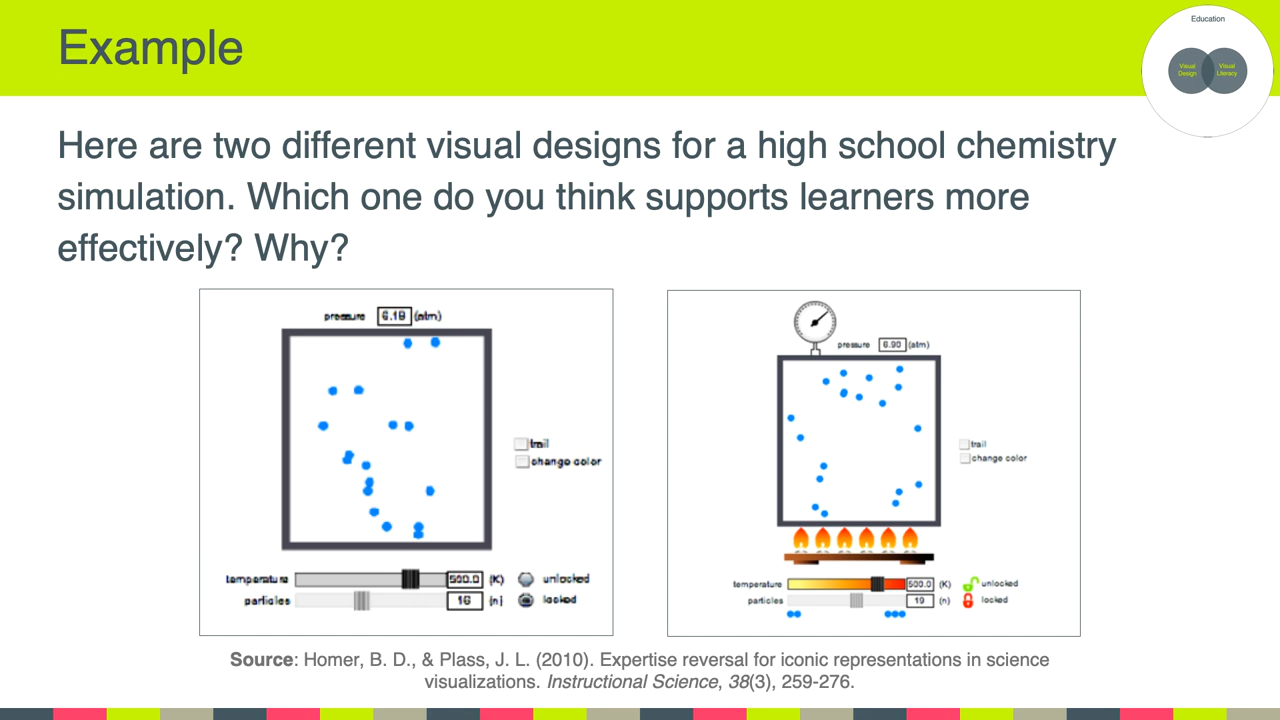 Example
Education
Visual Design
Visual Literacy
Here are two different visual designs for a high school chemistry
simulation. Which one do you think supports learners more
effectively? Why?
pressure 6.19 (atm)
trail
change color
temperature 500.0 (K) unlocked
particles 16 (n) locked
pressure 6.90 (atm)
trail
change color
temperature 500.0 (K) unlocked
particles 19 (n) locked
Source: Homer, B. D., & Plass, J. L. (2010). Expertise reversal for iconic representations in science
visualizations. Instructional Science, 38(3), 259-276.